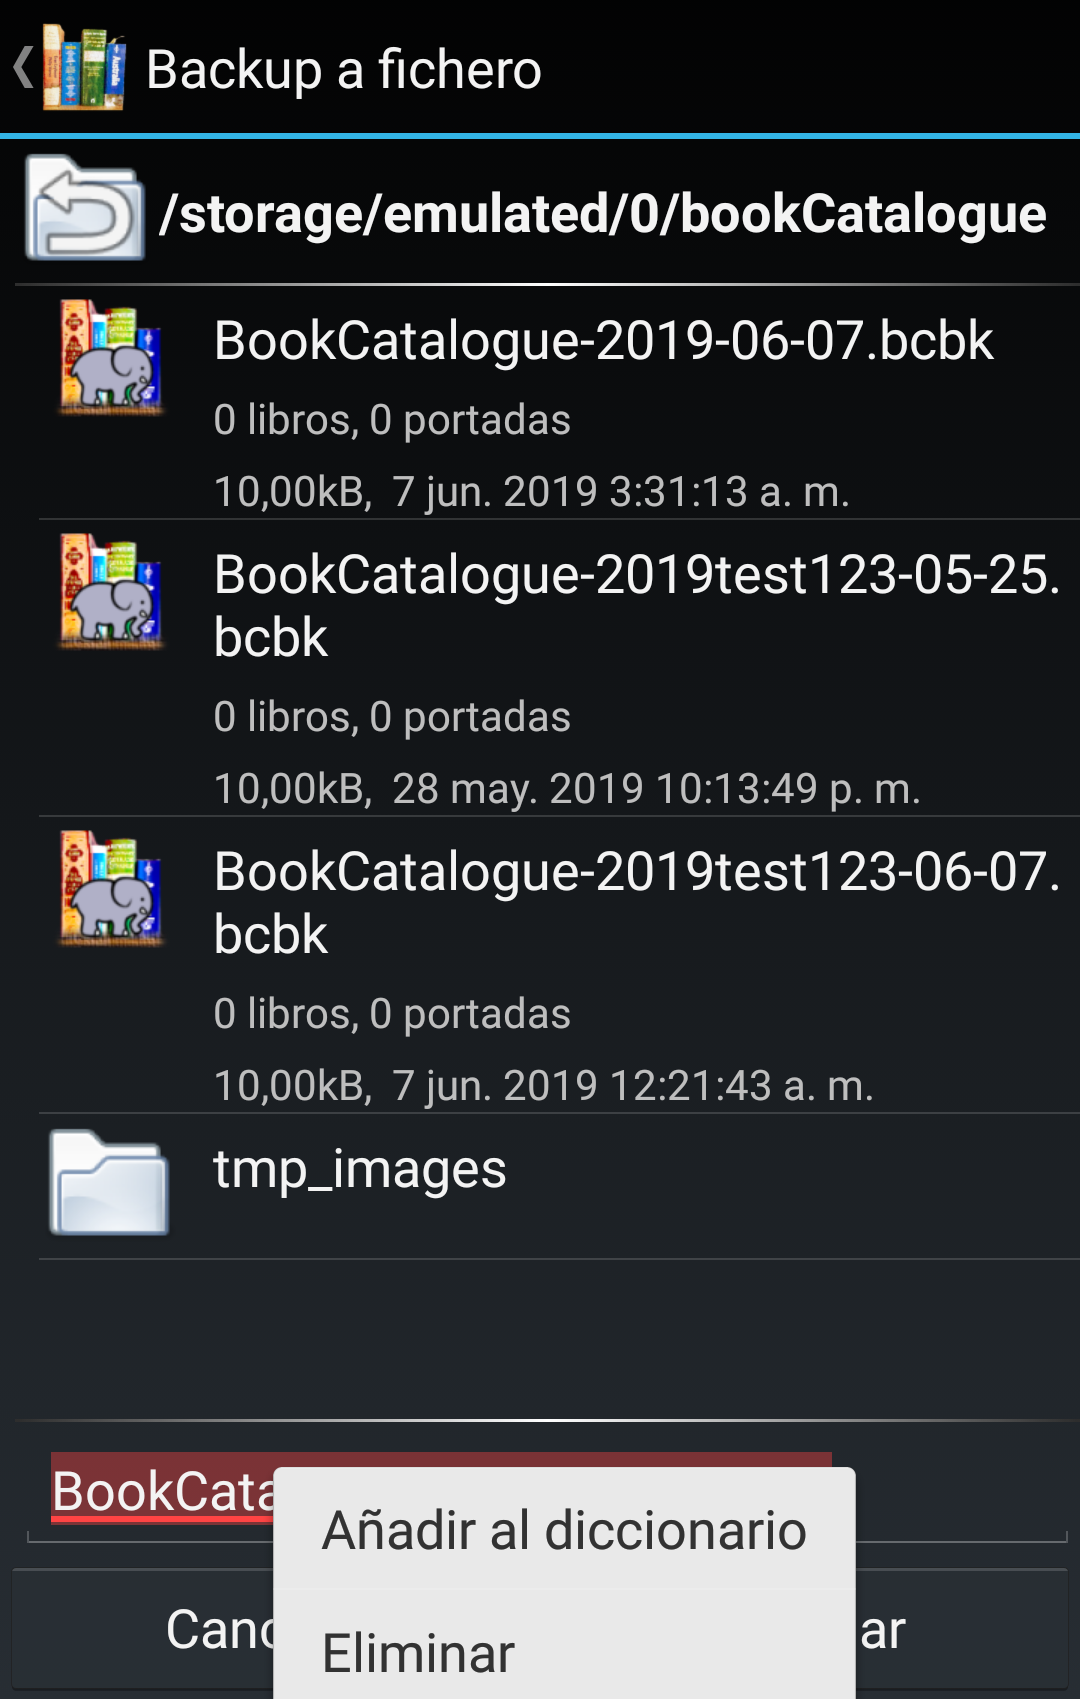 Backup a fichero
/storage/emulated/0/bookCatalogue
BookCatalogue-2019-06-07.bcbk
0 libros, 0 portadas
10,00kB, 7 jun. 2019 3:31:13 a. m.
BookCatalogue-2019test123-05-25.
bcbk
0 libros, 0 portadas
10,00kB, 28 may. 2019 10:13:49 p. m.
BookCatalogue-2019test123-06-07.
bcbk
0 libros, 0 portadas
10,00kB, 7 jun. 2019 12:21:43 a. m.
tmp_images
BookCata
Añadir al diccionario
Canc
ar
Eliminar